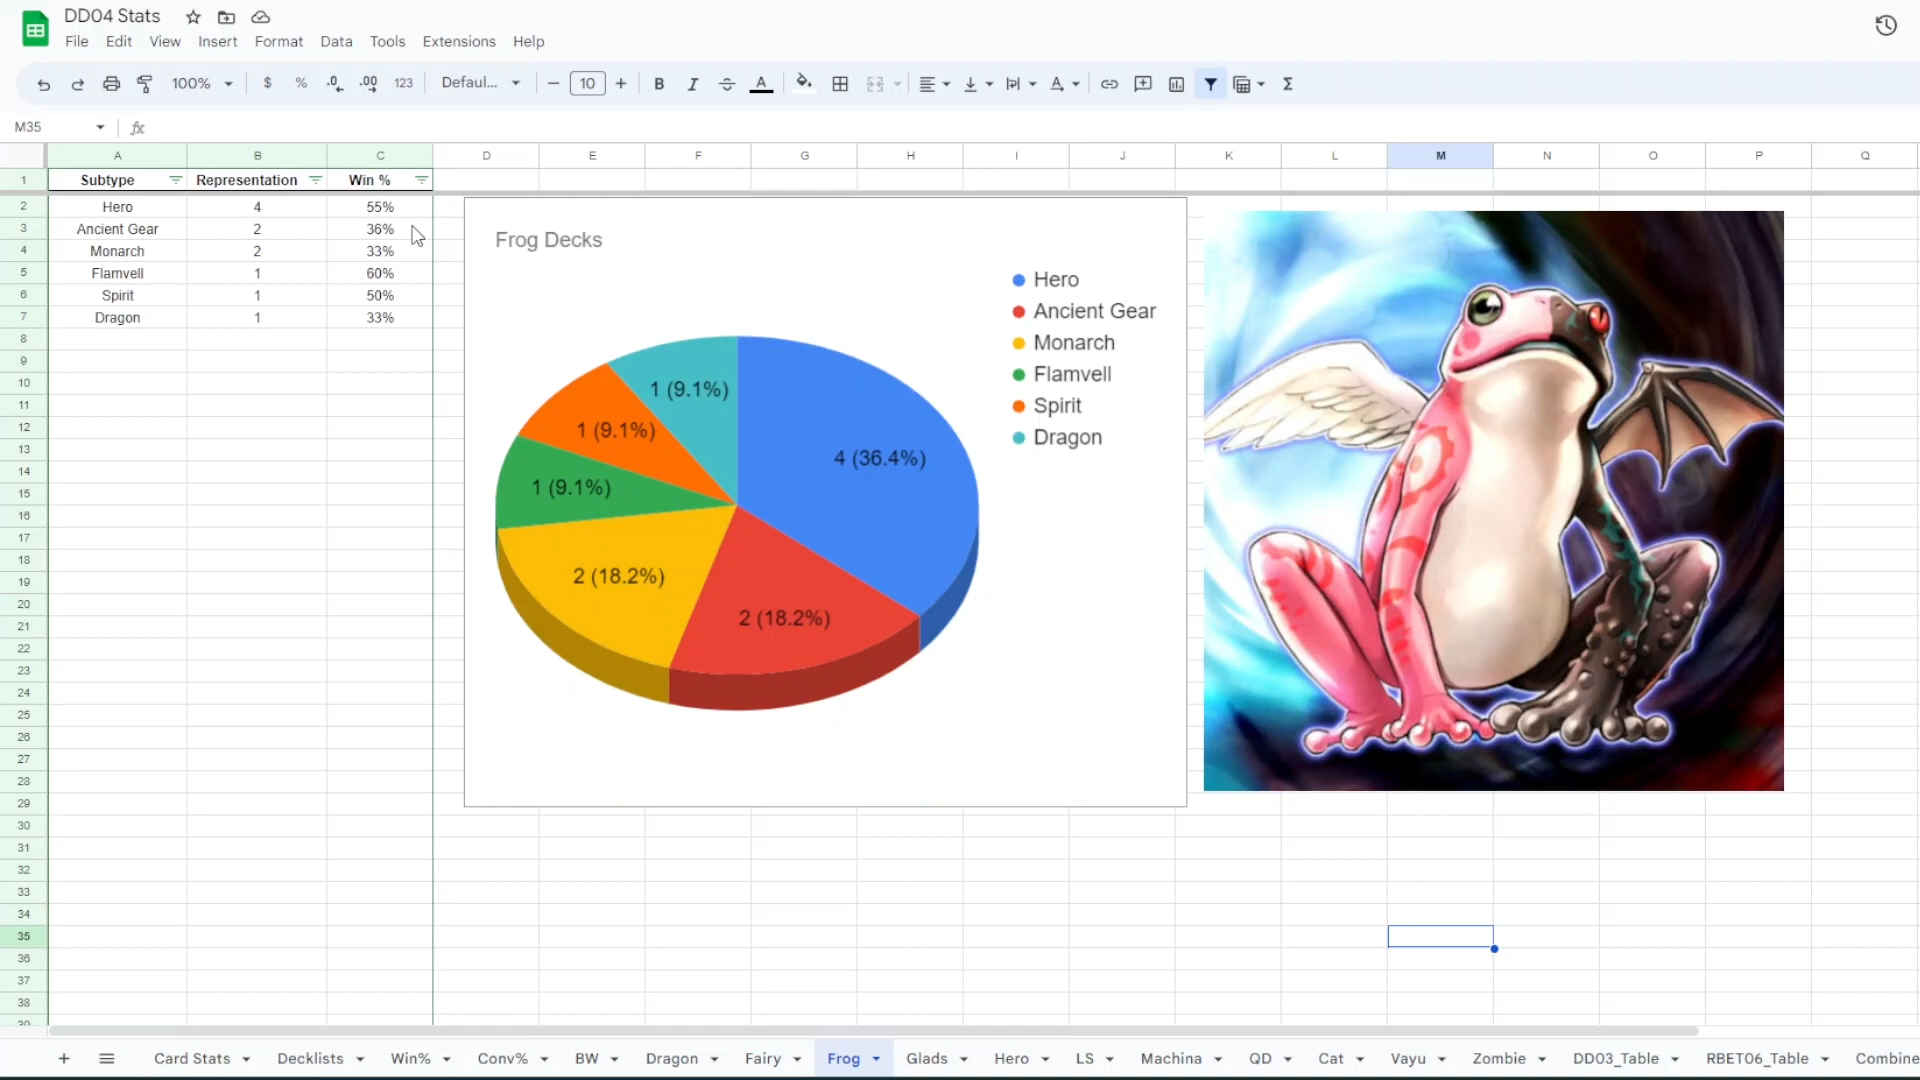 DD04 Stats
File Edit View Insert Format Data Tools Extensions Help
100% $ % .0 .00 123 Defaul... 10 B I A Σ
M35 fx
A B C D E F G H I J K L M N O P Q
1 Subtype Representation Win %
2 Hero 4 55%
3 Ancient Gear 2 36%
4 Monarch 2 33%
5 Flamvell 1 60%
6 Spirit 1 50%
7 Dragon 1 33%
8
9
10
11
12
13
14
15
16
17
18
19
20
21
22
23
24
25
26
27
28
29
30
31
32
33
34
35
36
37
38
39
Frog Decks
Hero
Ancient Gear
Monarch
Flamvell
Spirit
Dragon
1 (9.1%)
1 (9.1%)
4 (36.4%)
1 (9.1%)
2 (18.2%)
2 (18.2%)
+ Card Stats Decklists Win% Conv% BW Dragon Fairy Frog Glads Hero LS Machina QD Cat Vayu Zombie DD03_Table RBET06_Table Combine